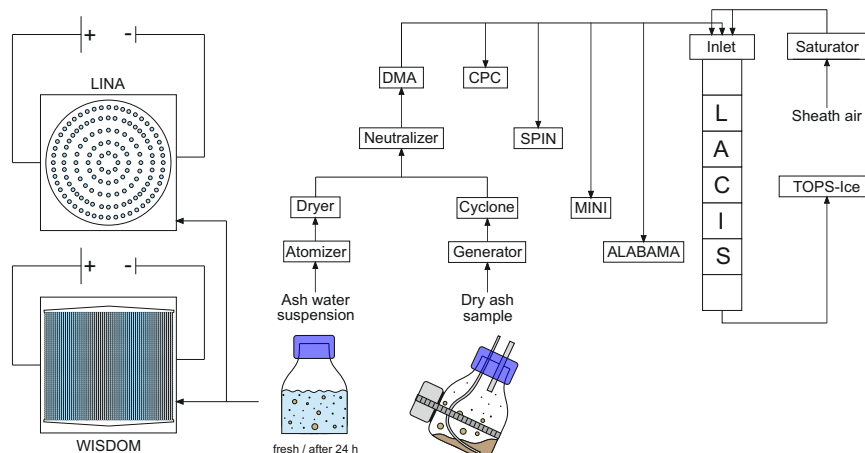 + -
LINA
WISDOM
+ -
DMA
CPC
Neutralizer
SPIN
Dryer
Cyclone
MINI
Atomizer
Generator
ALABAMA
Ash water
suspension
Dry ash
sample
fresh / after 24 h
Inlet
Saturator
Sheath air
L
A
C
I
S
TOPS-Ice